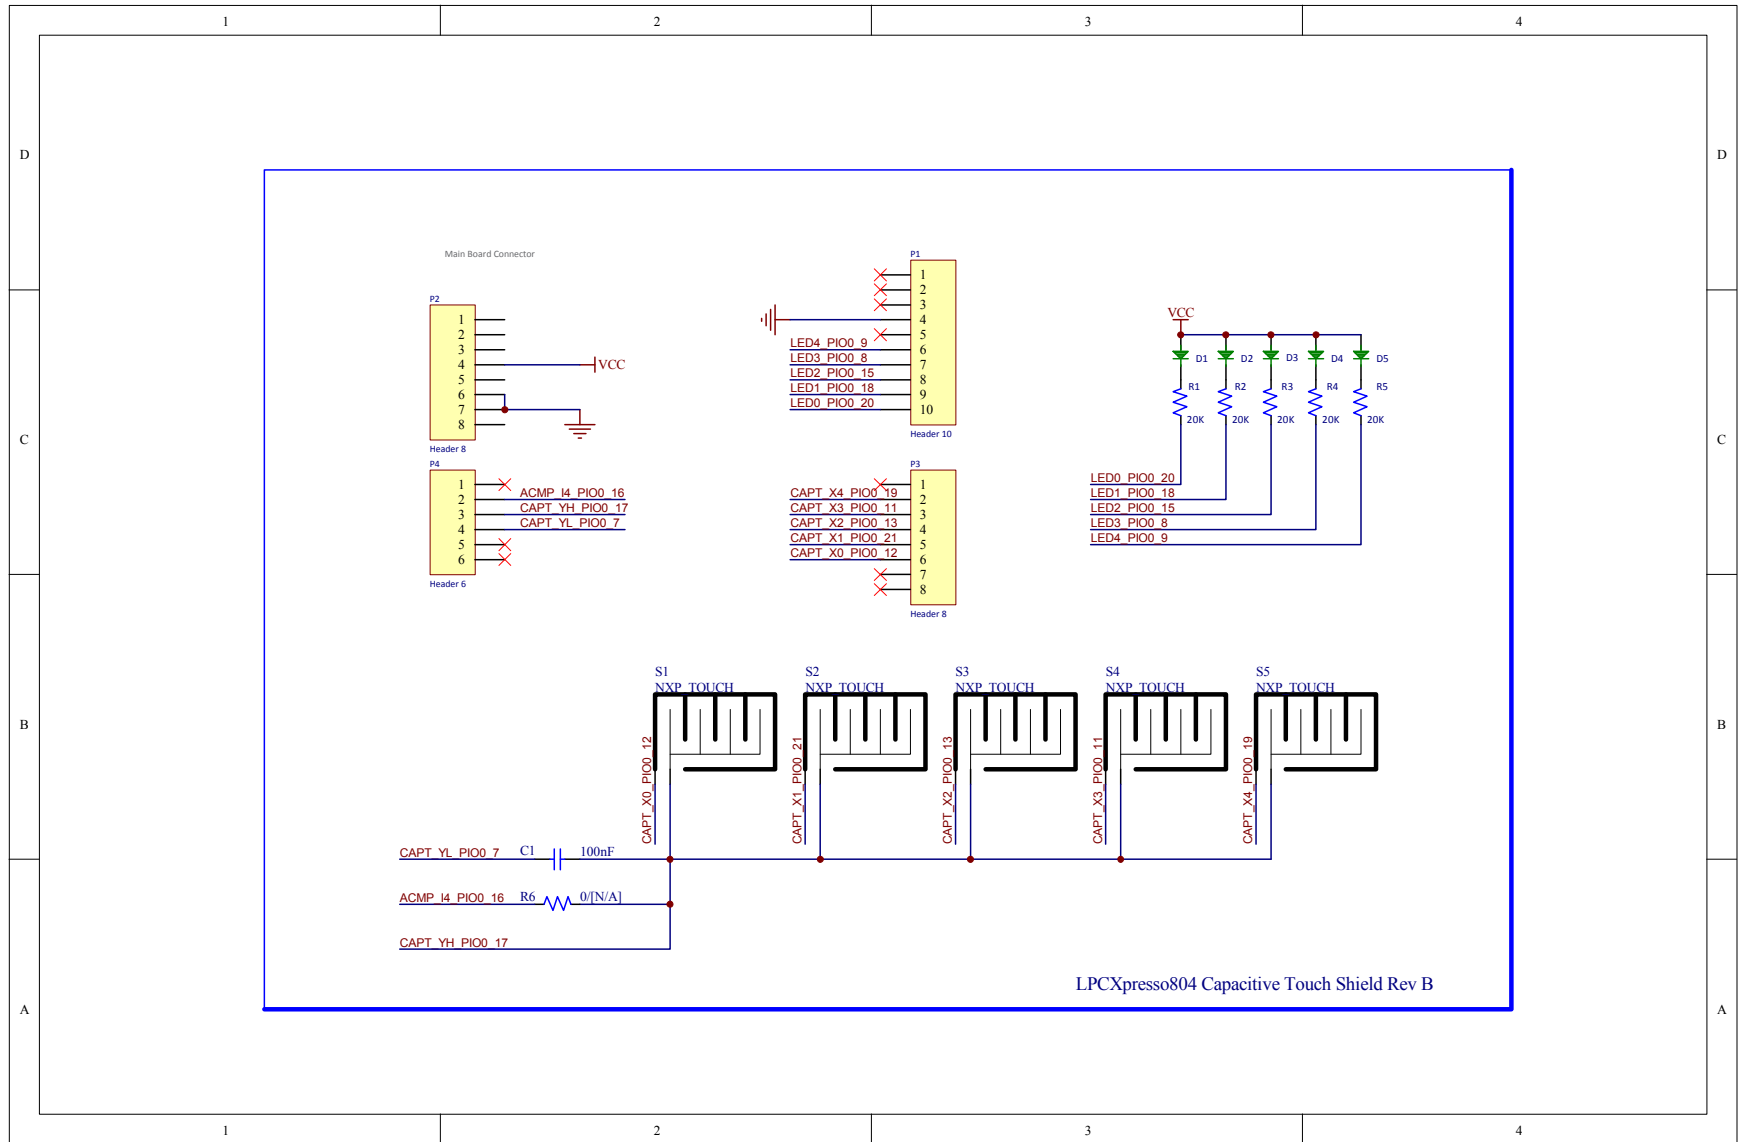 1 2 3 4
D D
C C
B B
A A
Main Board Connector
P2
1
2
3
4
5
6
7
8
VCC
Header 8
P4
1
2
3
4
5
6
ACMP_I4_PIO0_16
CAPT_YH_PIO0_17
CAPT_YL_PIO0_7
Header 6
P1
1
2
3
4
5
6
7
8
9
10
LED4_PIO0_9
LED3_PIO0_8
LED2_PIO0_15
LED1_PIO0_18
LED0_PIO0_20
Header 10
P3
1
2
3
4
5
6
7
8
CAPT_X4_PIO0_19
CAPT_X3_PIO0_11
CAPT_X2_PIO0_13
CAPT_X1_PIO0_21
CAPT_X0_PIO0_12
Header 8
VCC
D1 D2 D3 D4 D5
R1 R2 R3 R4 R5
20K 20K 20K 20K 20K
LED0_PIO0_20
LED1_PIO0_18
LED2_PIO0_15
LED3_PIO0_8
LED4_PIO0_9
S1 S2 S3 S4 S5
NXP_TOUCH NXP_TOUCH NXP_TOUCH NXP_TOUCH NXP_TOUCH
CAPT_X0_PIO0_12
CAPT_X1_PIO0_21
CAPT_X2_PIO0_13
CAPT_X3_PIO0_11
CAPT_X4_PIO0_19
CAPT_YL_PIO0_7 C1 100nF
ACMP_I4_PIO0_16 R6 0/[N/A]
CAPT_YH_PIO0_17
LPCXpresso804 Capacitive Touch Shield Rev B
1 2 3 4